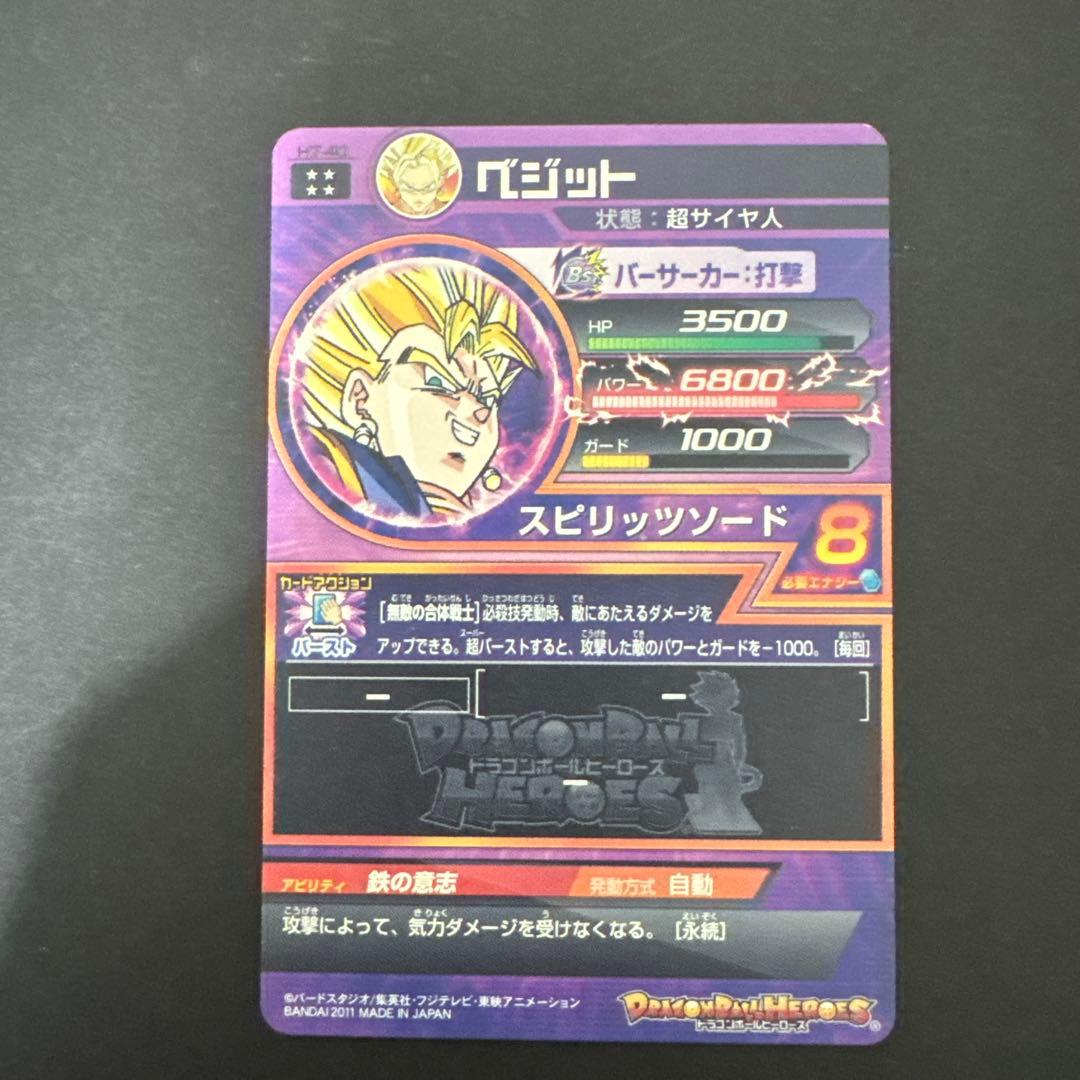 ★★
★★
ベジット
状態:超サイヤ人
Bs
バーサーカー:打撃
HP 3500
パワー 6800
ガード 1000
スピリッツソード 8
必要エナジー
カードアクション
バースト
[無敵の合体戦士]必殺技発動時、敵にあたえるダメージを
アップできる。超バーストすると、攻撃した敵のパワーとガードを-1000。[毎回]
DRAGON BALL
ドラゴンボールヒーローズ
HEROES
アビリティ 鉄の意志 発動方式 自動
攻撃によって、気力ダメージを受けなくなる。[永続]
©バードスタジオ/集英社・フジテレビ・東映アニメーション
BANDAI 2011 MADE IN JAPAN
DRAGON BALL HEROES
ドラゴンボールヒーローズ